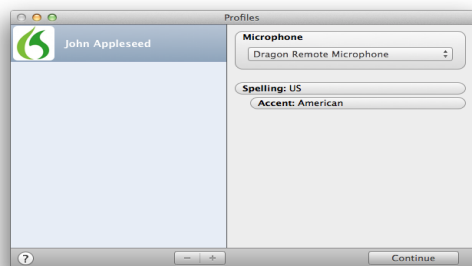 Profiles
John Appleseed
Microphone
Dragon Remote Microphone
Spelling: US
Accent: American
?
− +
Continue